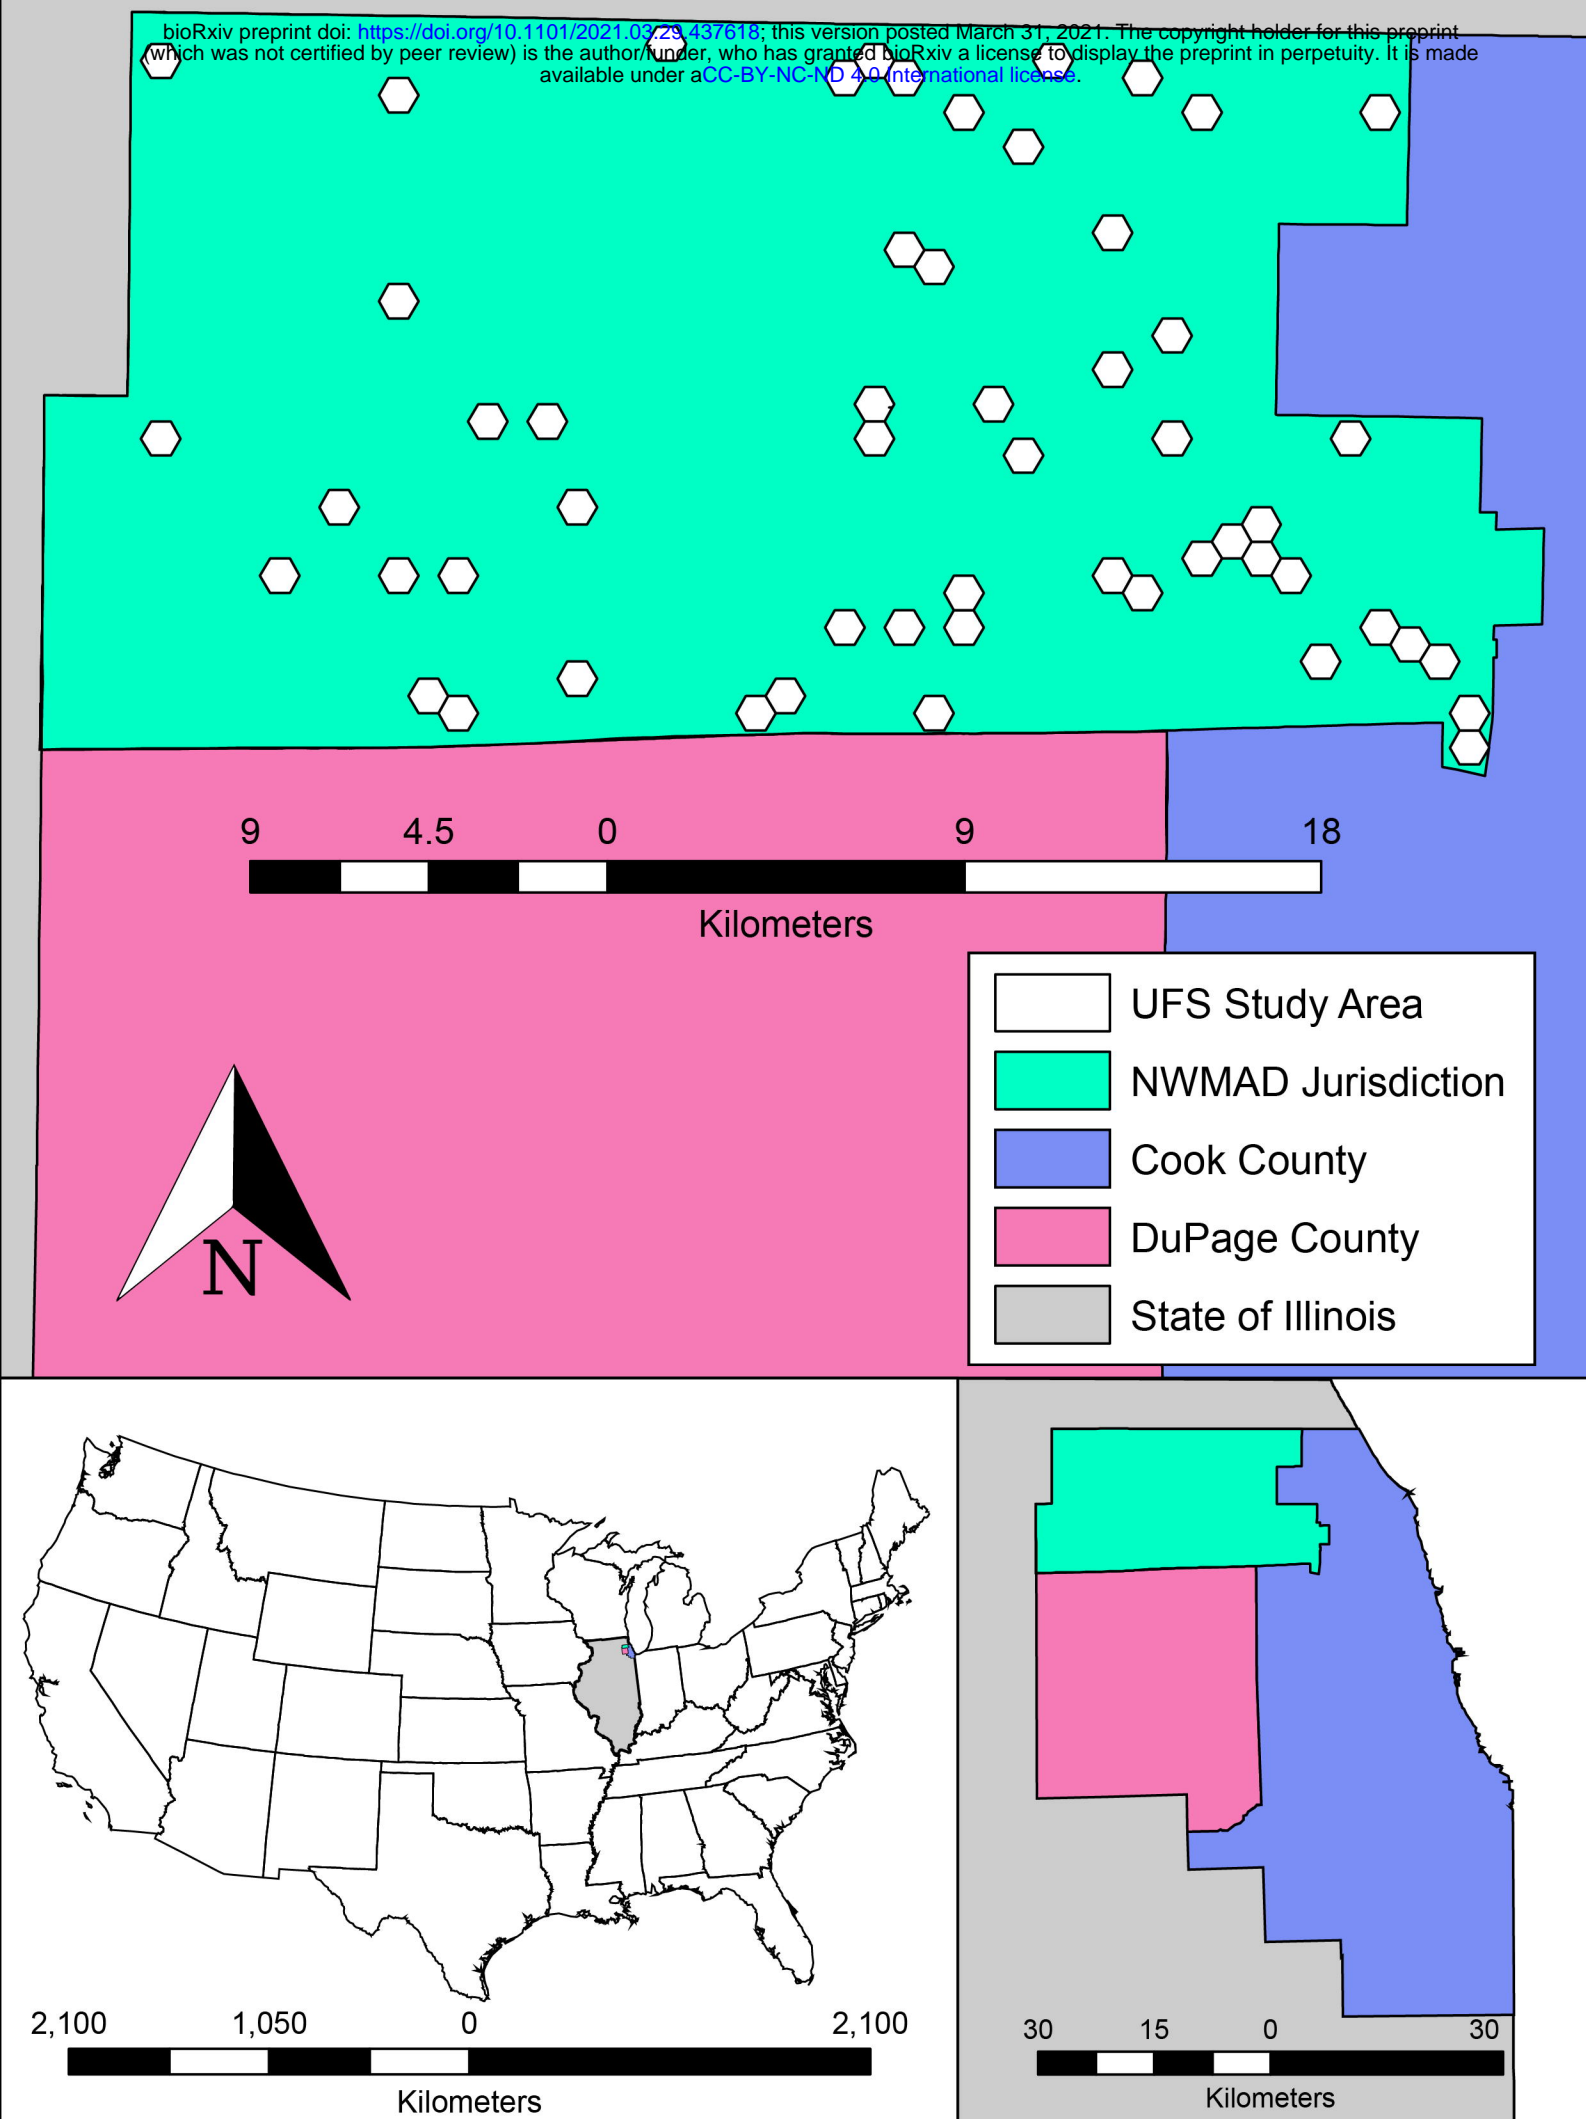 bioRxiv preprint doi: https://doi.org/10.1101/2021.03.29.437618; this version posted March 31, 2021. The copyright holder for this preprint
(which was not certified by peer review) is the author/funder, who has granted bioRxiv a license to display the preprint in perpetuity. It is made
available under aCC-BY-NC-ND 4.0 International license.
9 4.5 0 9 18
Kilometers
UFS Study Area
NWMAD Jurisdiction
Cook County
DuPage County
State of Illinois
N
2,100 1,050 0 2,100
Kilometers
30 15 0 30
Kilometers